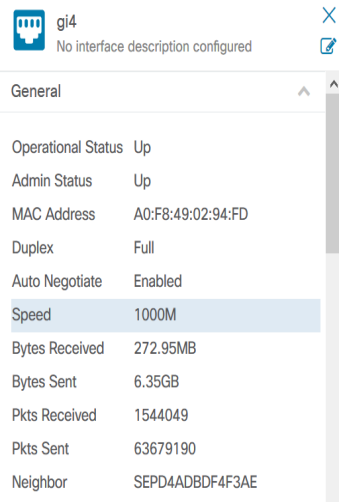 gi4
No interface description configured
General
Operational Status Up
Admin Status Up
MAC Address A0:F8:49:02:94:FD
Duplex Full
Auto Negotiate Enabled
Speed 1000M
Bytes Received 272.95MB
Bytes Sent 6.35GB
Pkts Received 1544049
Pkts Sent 63679190
Neighbor SEPD4ADBDF4F3AE